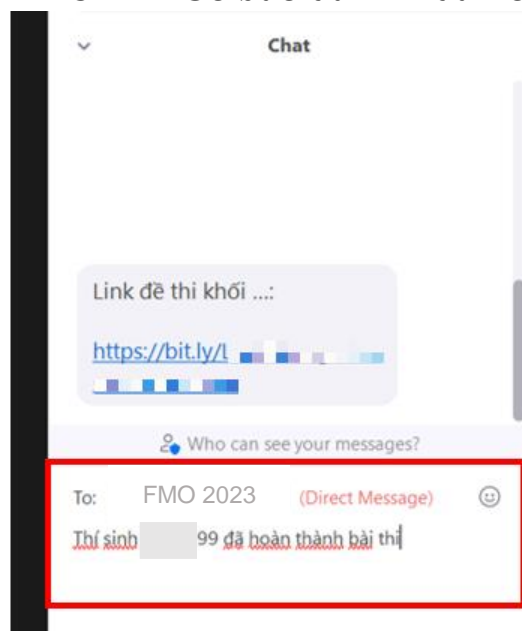 Chat
Link đề thi khối ...:
https://bit.ly/
Who can see your messages?
To: FMO 2023 (Direct Message)
Thí sinh 99 đã hoàn thành bài thi